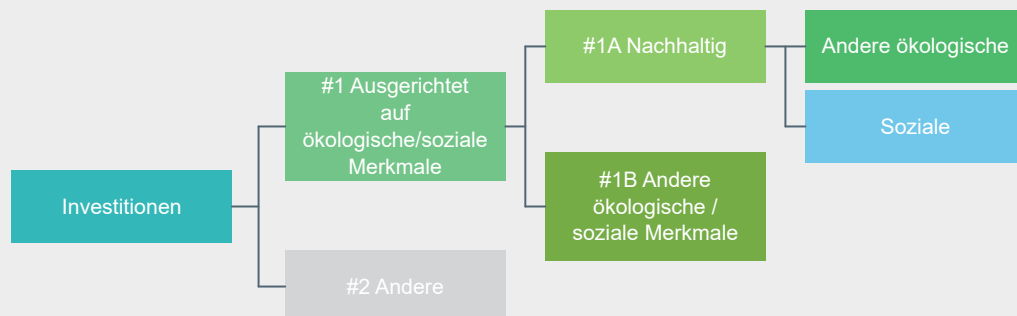 Investitionen
#1 Ausgerichtet
auf
ökologische/soziale
Merkmale
#2 Andere
#1A Nachhaltig
#1B Andere
ökologische /
soziale Merkmale
Andere ökologische
Soziale